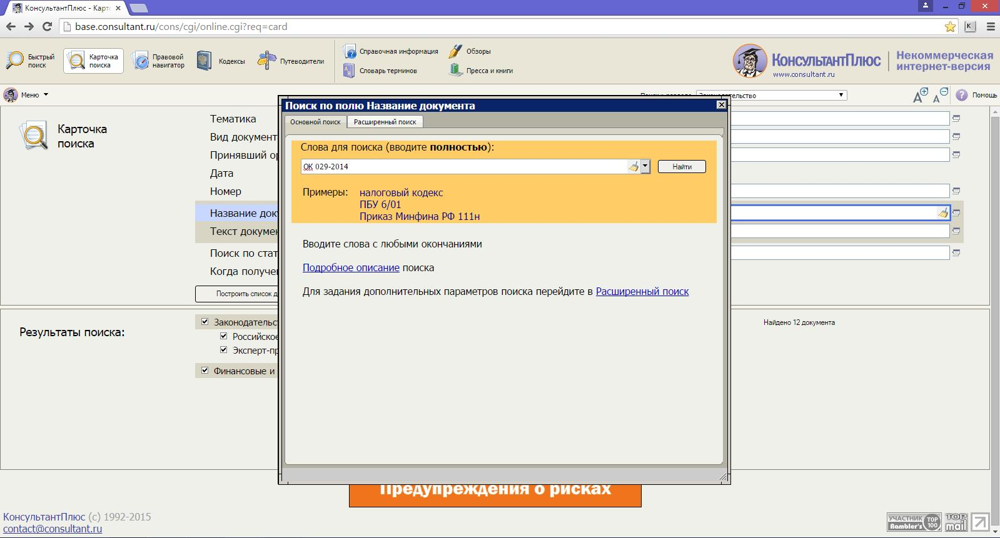 КонсультантПлюс - Карто
base.consultant.ru/cons/cgi/online.cgi?req=card
K
Быстрый
поиск
Карточка
поиска
Правовой
навигатор
Кодексы
Путеводители
Справочная информация
Словарь терминов
Обзоры
Пресса и книги
КонсультантПлюс
www.consultant.ru
Некоммерческая
интернет-версия
Меню
Помощь
Карточка
поиска
Тематика
Вид документ
Принявший ор
Дата
Номер
Название док
Текст докумен
Поиск по стат
Когда получе
Построить список д
Поиск по полю Название документа
Основной поиск
Расширенный поиск
Слова для поиска (вводите полностью):
ОК 029-2014
Найти
Примеры:
налоговый кодекс
ПБУ 6/01
Приказ Минфина РФ 111н
Вводите слова с любыми окончаниями
Подробное описание поиска
Для задания дополнительных параметров поиска перейдите в Расширенный поиск
Результаты поиска:
Законодательс
Российское
Эксперт-пр
Финансовые и
Найдено 12 документа
Предупреждения о рисках
КонсультантПлюс (c) 1992-2015
contact@consultant.ru
УЧАСТНИК
Rambler's
TOP
100
TOP
mail